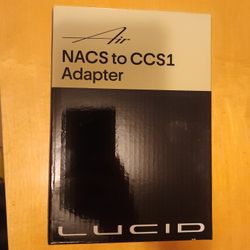 Air
NACS to CCS1
Adapter
LUCID